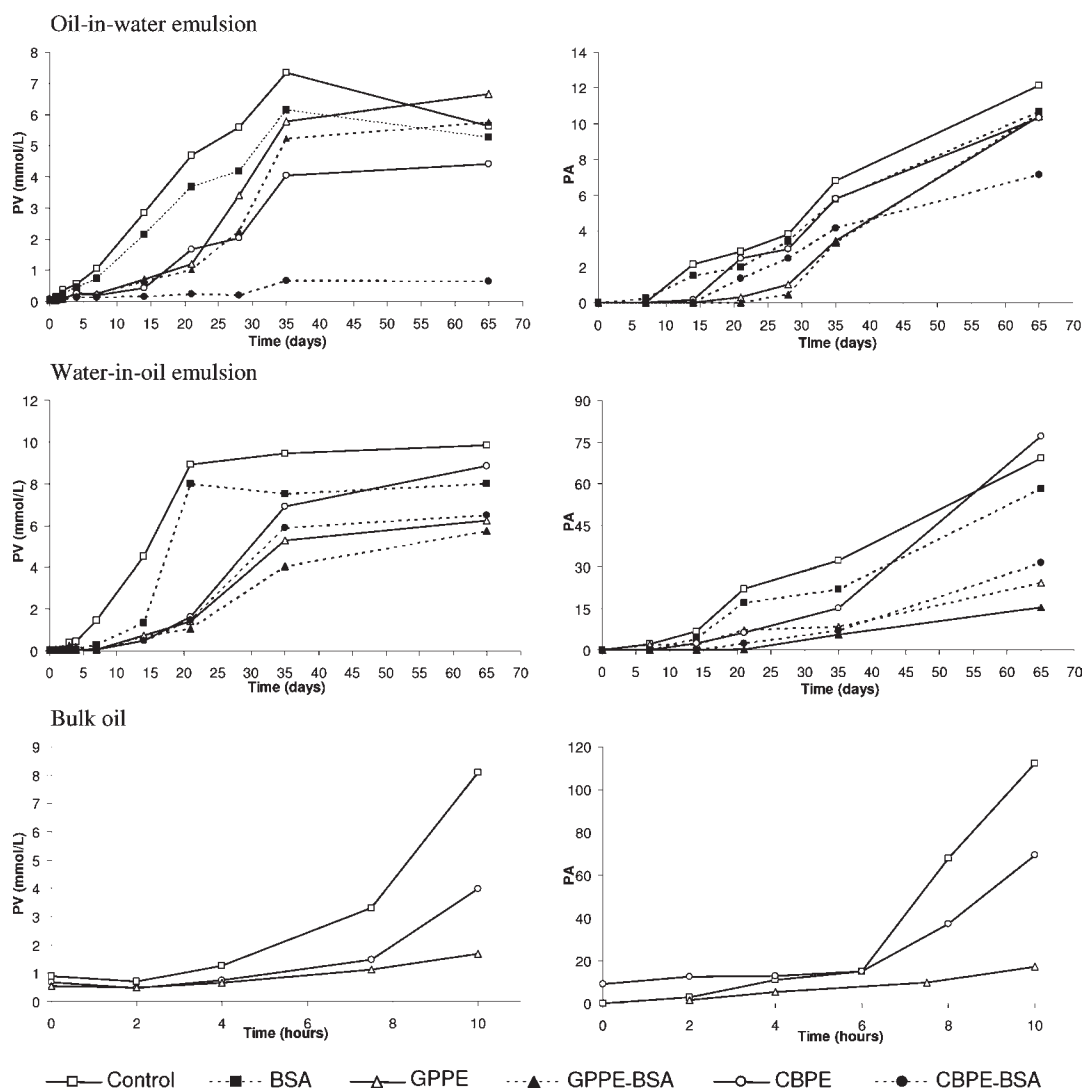 Oil-in-water emulsion
PV (mmol/L)
8
7
6
5
4
3
2
1
0
0 5 10 15 20 25 30 35 40 45 50 55 60 65 70
Time (days)
PA
14
12
10
8
6
4
2
0
0 5 10 15 20 25 30 35 40 45 50 55 60 65 70
Time (days)
Water-in-oil emulsion
PV (mmol/L)
12
10
8
6
4
2
0
0 5 10 15 20 25 30 35 40 45 50 55 60 65 70
Time (days)
PA
90
75
60
45
30
15
0
0 5 10 15 20 25 30 35 40 45 50 55 60 65 70
Time (days)
Bulk oil
PV (mmol/L)
9
8
7
6
5
4
3
2
1
0
0 2 4 6 8 10
Time (hours)
PA
120
100
80
60
40
20
0
0 2 4 6 8 10
Time (hours)
Control BSA GPPE GPPE-BSA CBPE CBPE-BSA